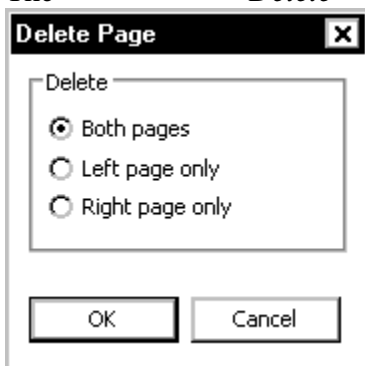 Delete Page
Delete
Both pages
Left page only
Right page only
OK
Cancel